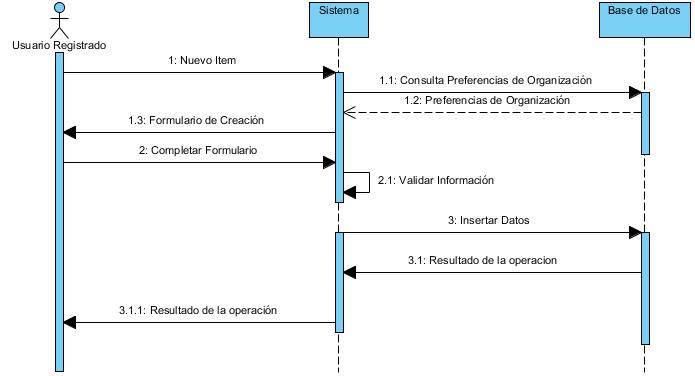 Sistema
Base de Datos
Usuario Registrado
1: Nuevo Item
1.1: Consulta Preferencias de Organización
1.2: Preferencias de Organización
1.3: Formulario de Creación
2: Completar Formulario
2.1: Validar Información
3: Insertar Datos
3.1: Resultado de la operacion
3.1.1: Resultado de la operación